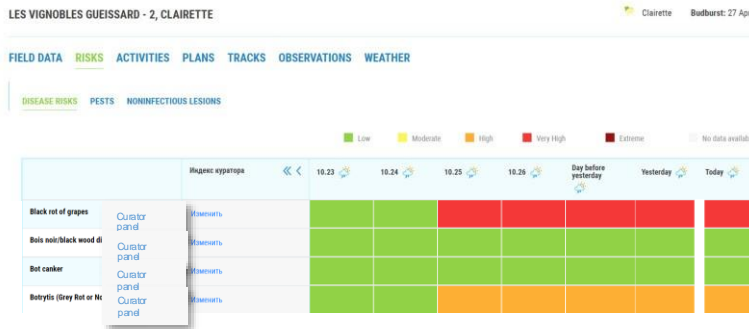 LES VIGNOBLES GUEISSARD - 2, CLAIRETTE
Clairette Budburst: 27 Apr
FIELD DATA RISKS ACTIVITIES PLANS TRACKS OBSERVATIONS WEATHER
DISEASE RISKS PESTS NONINFECTIOUS LESIONS
Low Moderate High Very High Extreme No data availab
Индекс куратора 10.23 10.24 10.25 10.26 Day before yesterday Yesterday Today
Black rot of grapes Curator panel Изменить
Bois noir/black wood di Curator panel Изменить
Bot canker Curator panel Изменить
Botrytis (Grey Rot or No Curator panel Изменить